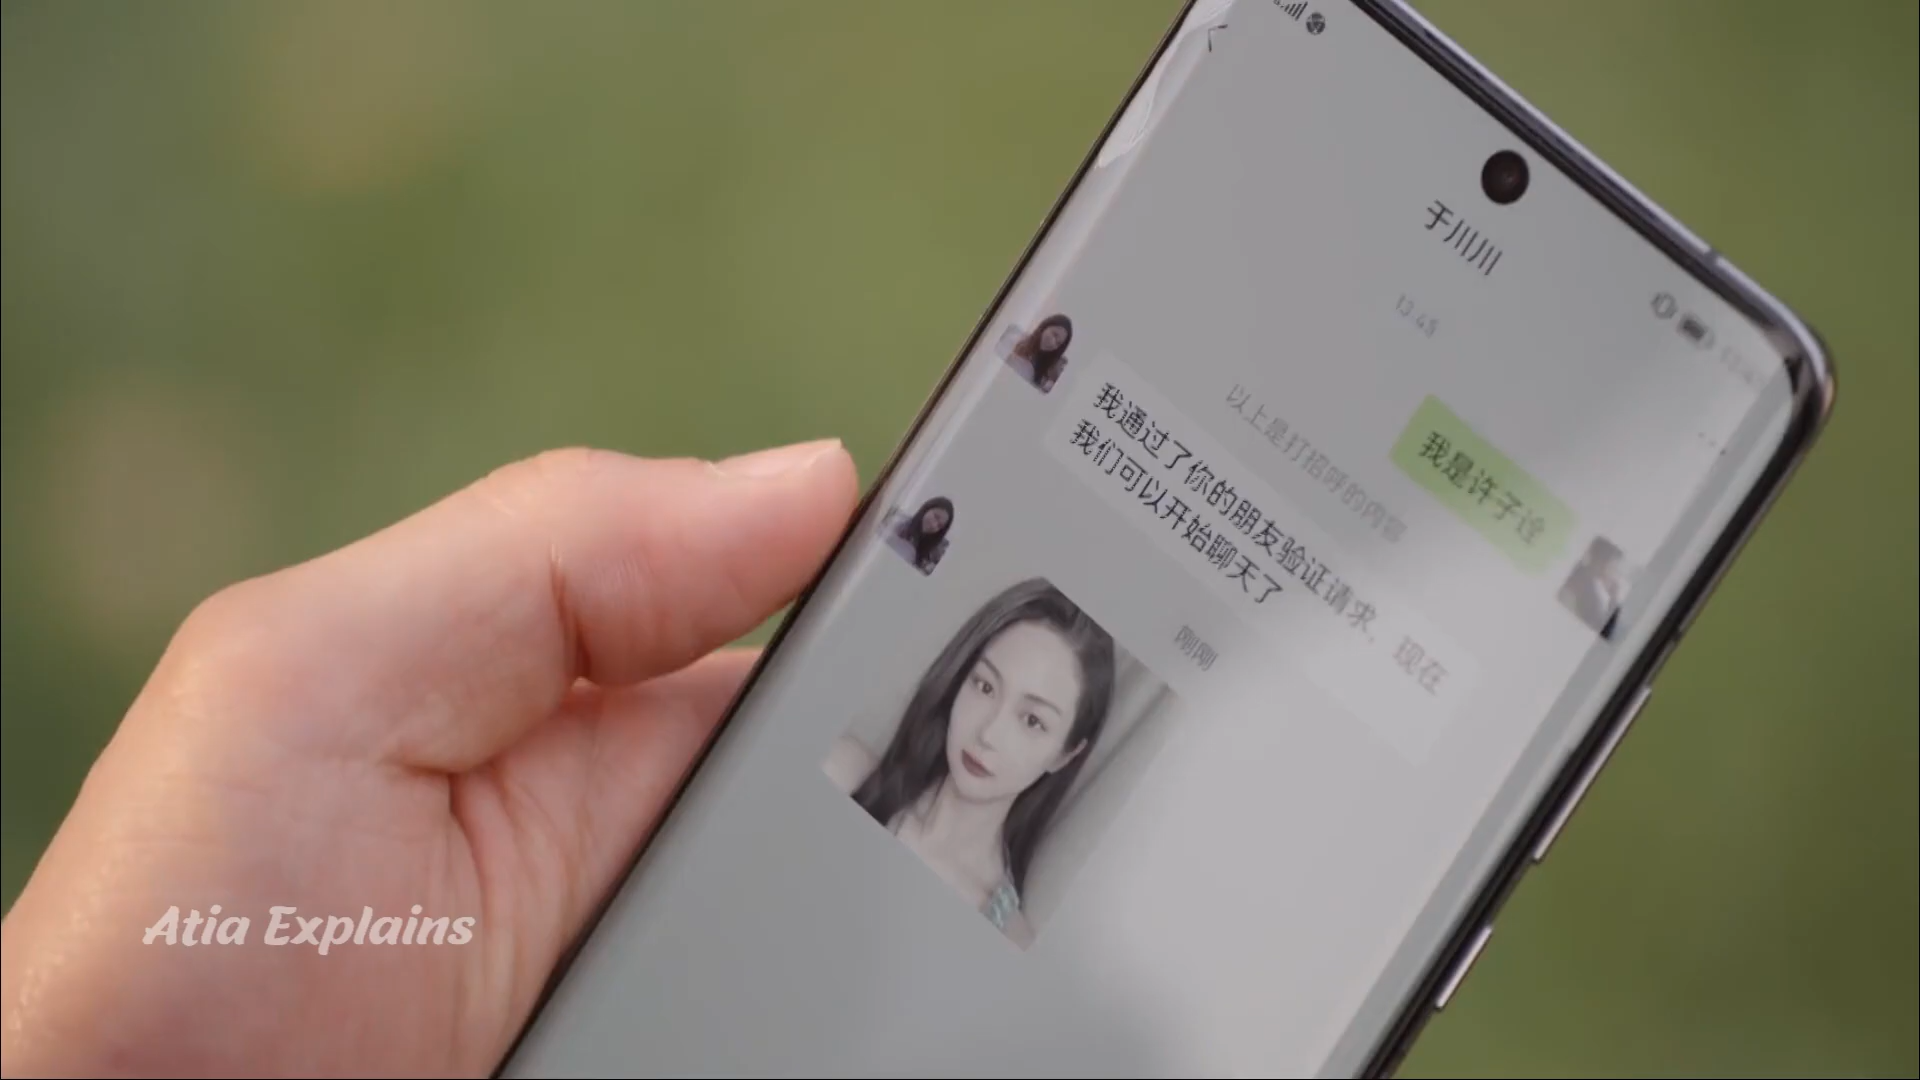 于川川
13:45
我是许子诠
以上是打招呼的内容
我通过了你的朋友验证请求，现在
我们可以开始聊天了
刚刚
Atia Explains